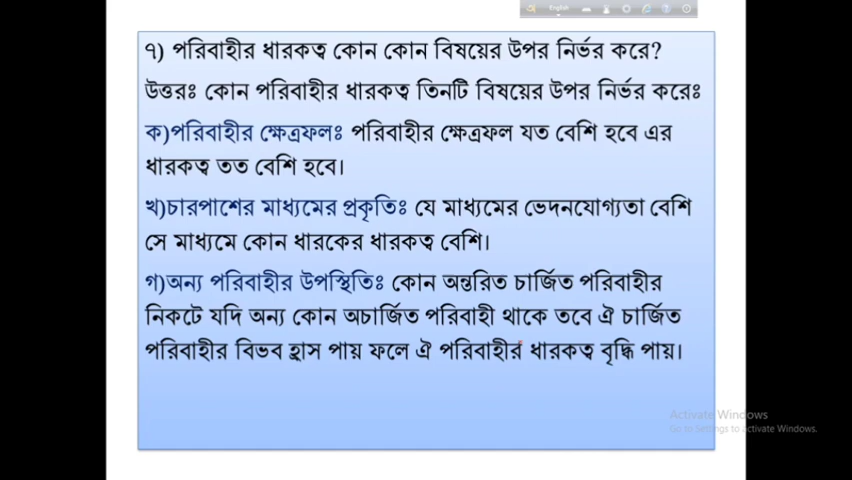 English
৭) পরিবাহীর ধারকত্ব কোন কোন বিষয়ের উপর নির্ভর করে?
উত্তরঃ কোন পরিবাহীর ধারকত্ব তিনটি বিষয়ের উপর নির্ভর করেঃ
ক)পরিবাহীর ক্ষেত্রফলঃ পরিবাহীর ক্ষেত্রফল যত বেশি হবে এর
ধারকত্ব তত বেশি হবে।
খ)চারপাশের মাধ্যমের প্রকৃতিঃ যে মাধ্যমের ভেদনযোগ্যতা বেশি
সে মাধ্যমে কোন ধারকের ধারকত্ব বেশি।
গ)অন্য পরিবাহীর উপস্থিতিঃ কোন অন্তরিত চার্জিত পরিবাহীর
নিকটে যদি অন্য কোন অচার্জিত পরিবাহী থাকে তবে ঐ চার্জিত
পরিবাহীর বিভব হ্রাস পায় ফলে ঐ পরিবাহীর ধারকত্ব বৃদ্ধি পায়।
Activate Windows
Go to Settings to activate Windows.